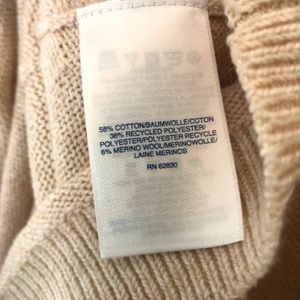 58% COTTON/BAUMWOLLE/COTON
36% RECYCLED POLYESTER/
POLYESTER/POLYESTER RECYCLE
6% MERINO WOOL/MERINOWOLLE/
LAINE MERINOS
RN 62830